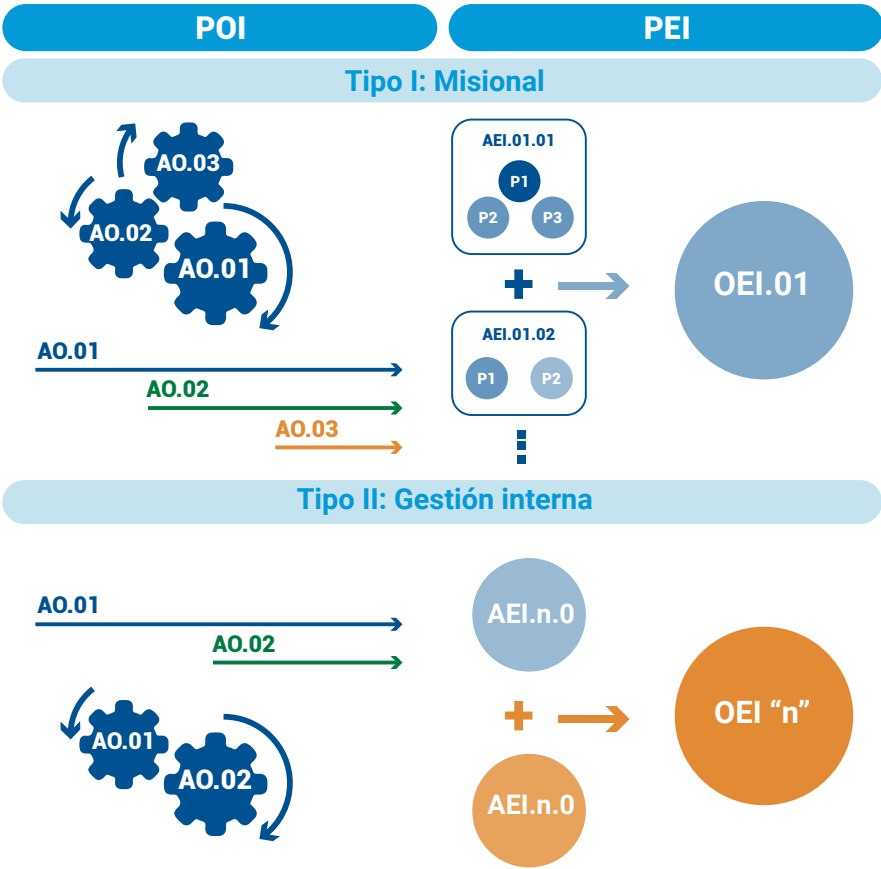 POI
PEI
Tipo I: Misional
AO.03
AO.02
AO.01
AO.01
AO.02
AO.03
AEI.01.01
P1
P2
P3
AEI.01.02
P1
P2
OEI.01
Tipo II: Gestión interna
AO.01
AO.02
AO.01
AO.02
AEI.n.0
AEI.n.0
OEI “n”